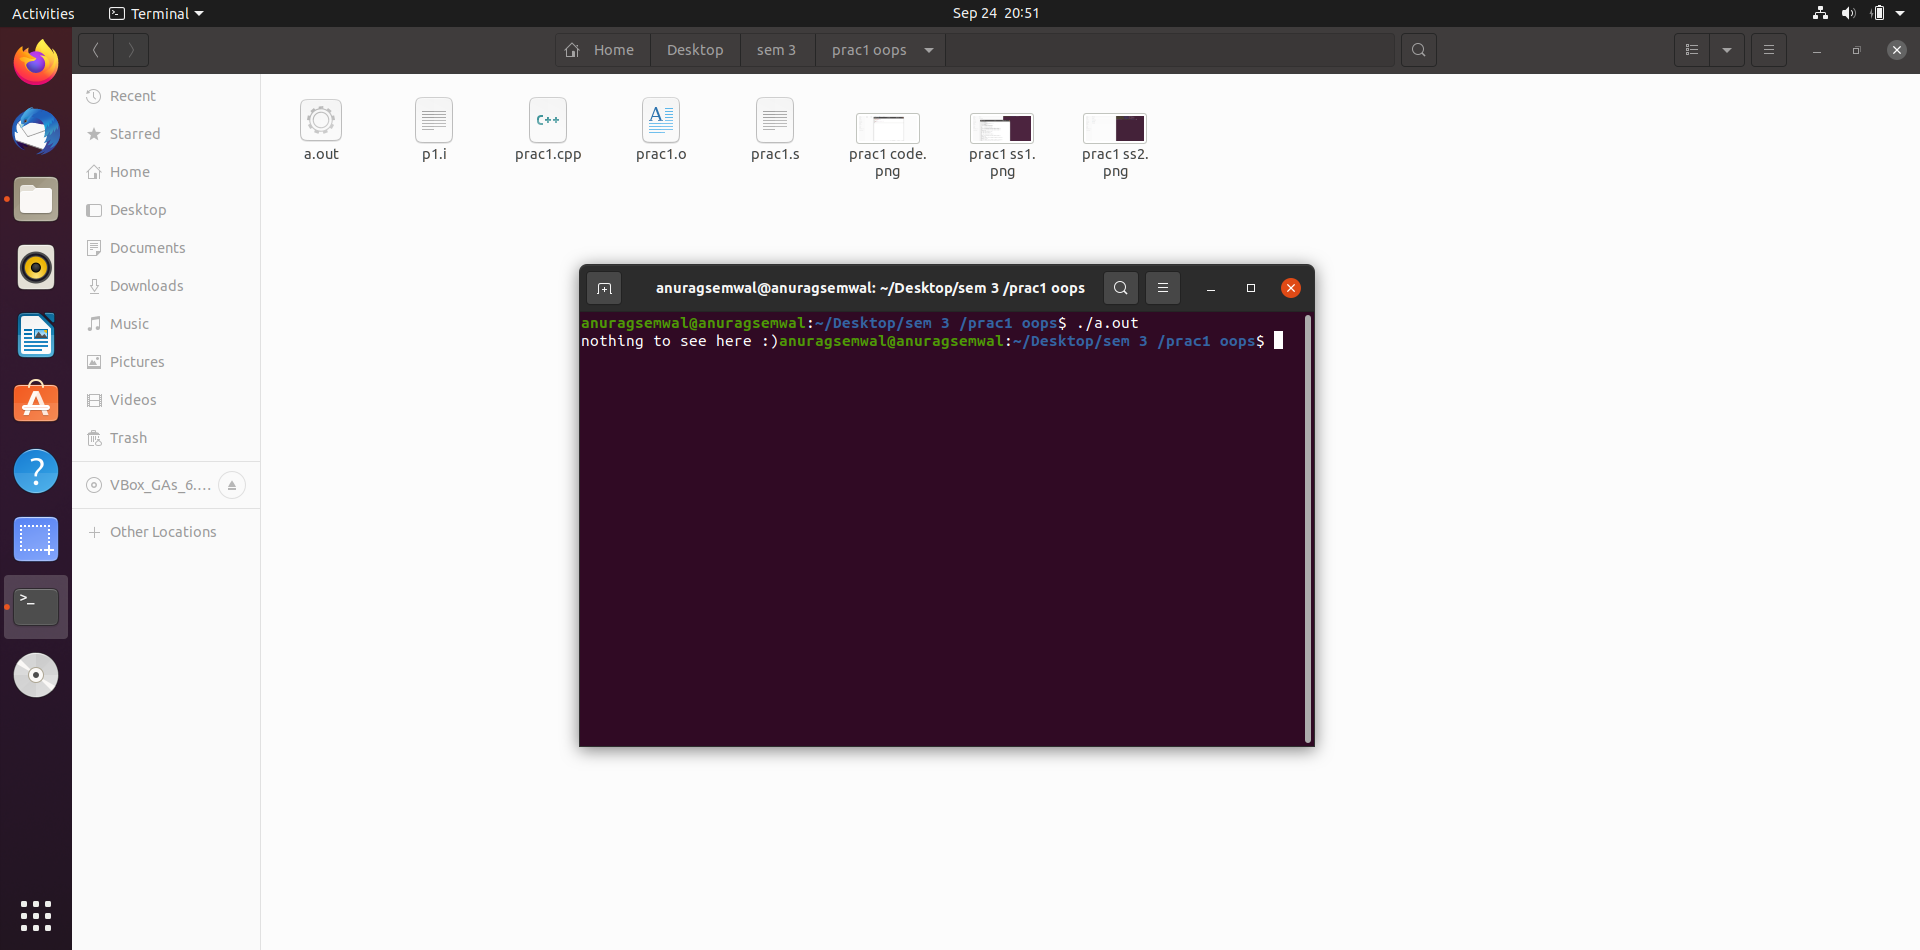 Activities
Terminal
Sep 24 20:51
Home
Desktop
sem 3
prac1 oops
Recent
Starred
Home
Desktop
Documents
Downloads
Music
Pictures
Videos
Trash
VBox_GAs_6....
Other Locations
a.out
p1.i
C++
prac1.cpp
A
prac1.o
prac1.s
prac1 code.
png
prac1 ss1.
png
prac1 ss2.
png
anuragsemwal@anuragsemwal: ~/Desktop/sem 3 /prac1 oops
anuragsemwal@anuragsemwal:~/Desktop/sem 3 /prac1 oops$ ./a.out
nothing to see here :)anuragsemwal@anuragsemwal:~/Desktop/sem 3 /prac1 oops$